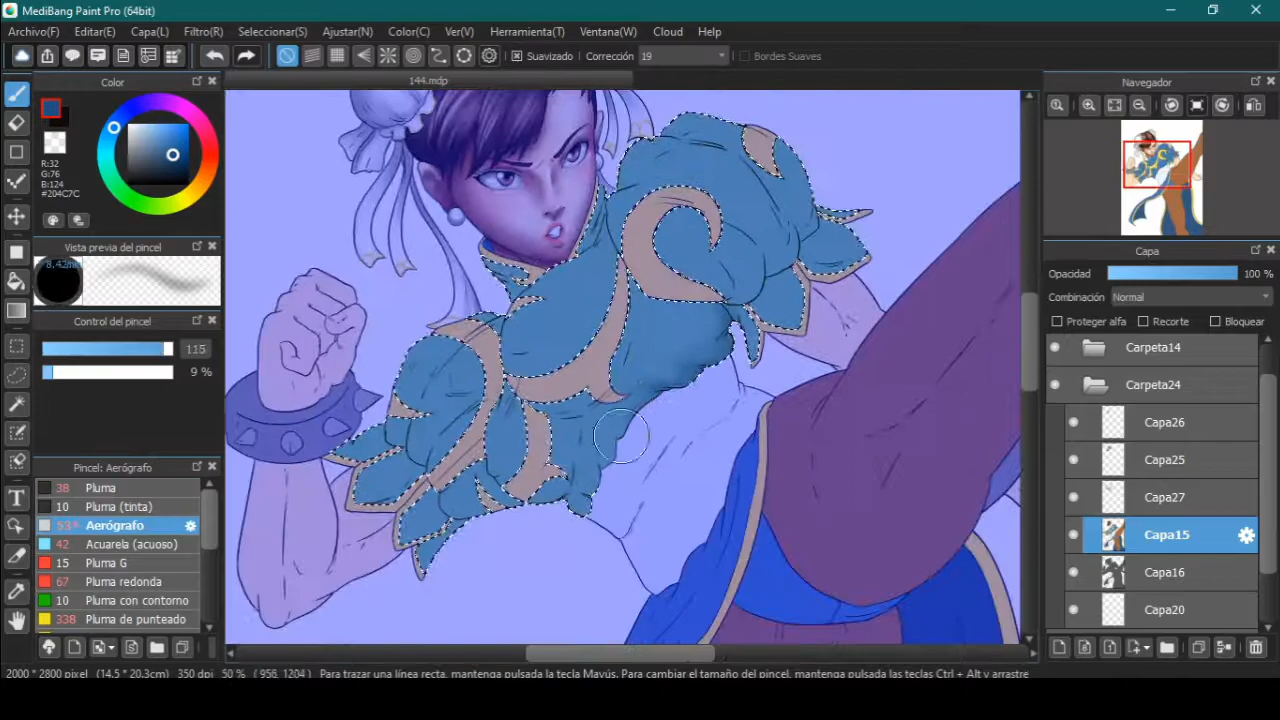 MediBang Paint Pro (64bit)
Archivo(F) Editar(E) Capa(L) Filtro(R) Seleccionar(S) Ajustar(N) Color(C) Ver(V) Herramienta(T) Ventana(W) Cloud Help
Suavizado Corrección 19 Bordes Suaves
Color
144.mdp
Navegador
R:32
G:76
B:124
#204C7C
Vista previa del pincel
8.42mm
Control del pincel
115
9 %
Capa
Opacidad 100 %
Combinación Normal
Proteger alfa Recorte Bloquear
Carpeta14
Carpeta24
Capa26
Capa25
Capa27
Capa15
Capa16
Capa20
Pincel: Aerógrafo
38 Pluma
10 Pluma (tinta)
Aerógrafo
42 Acuarela (acuoso)
15 Pluma G
67 Pluma redonda
10 Pluma con contorno
338 Pluma de punteado
2000 * 2800 pixel (14.5 * 20.3cm) 350 dpi 50 % (956, 1204) Para trazar una línea recta, mantenga pulsada la tecla Mayús. Para cambiar el tamaño del pincel, mantenga pulsadas las teclas Ctrl + Alt y arrastre